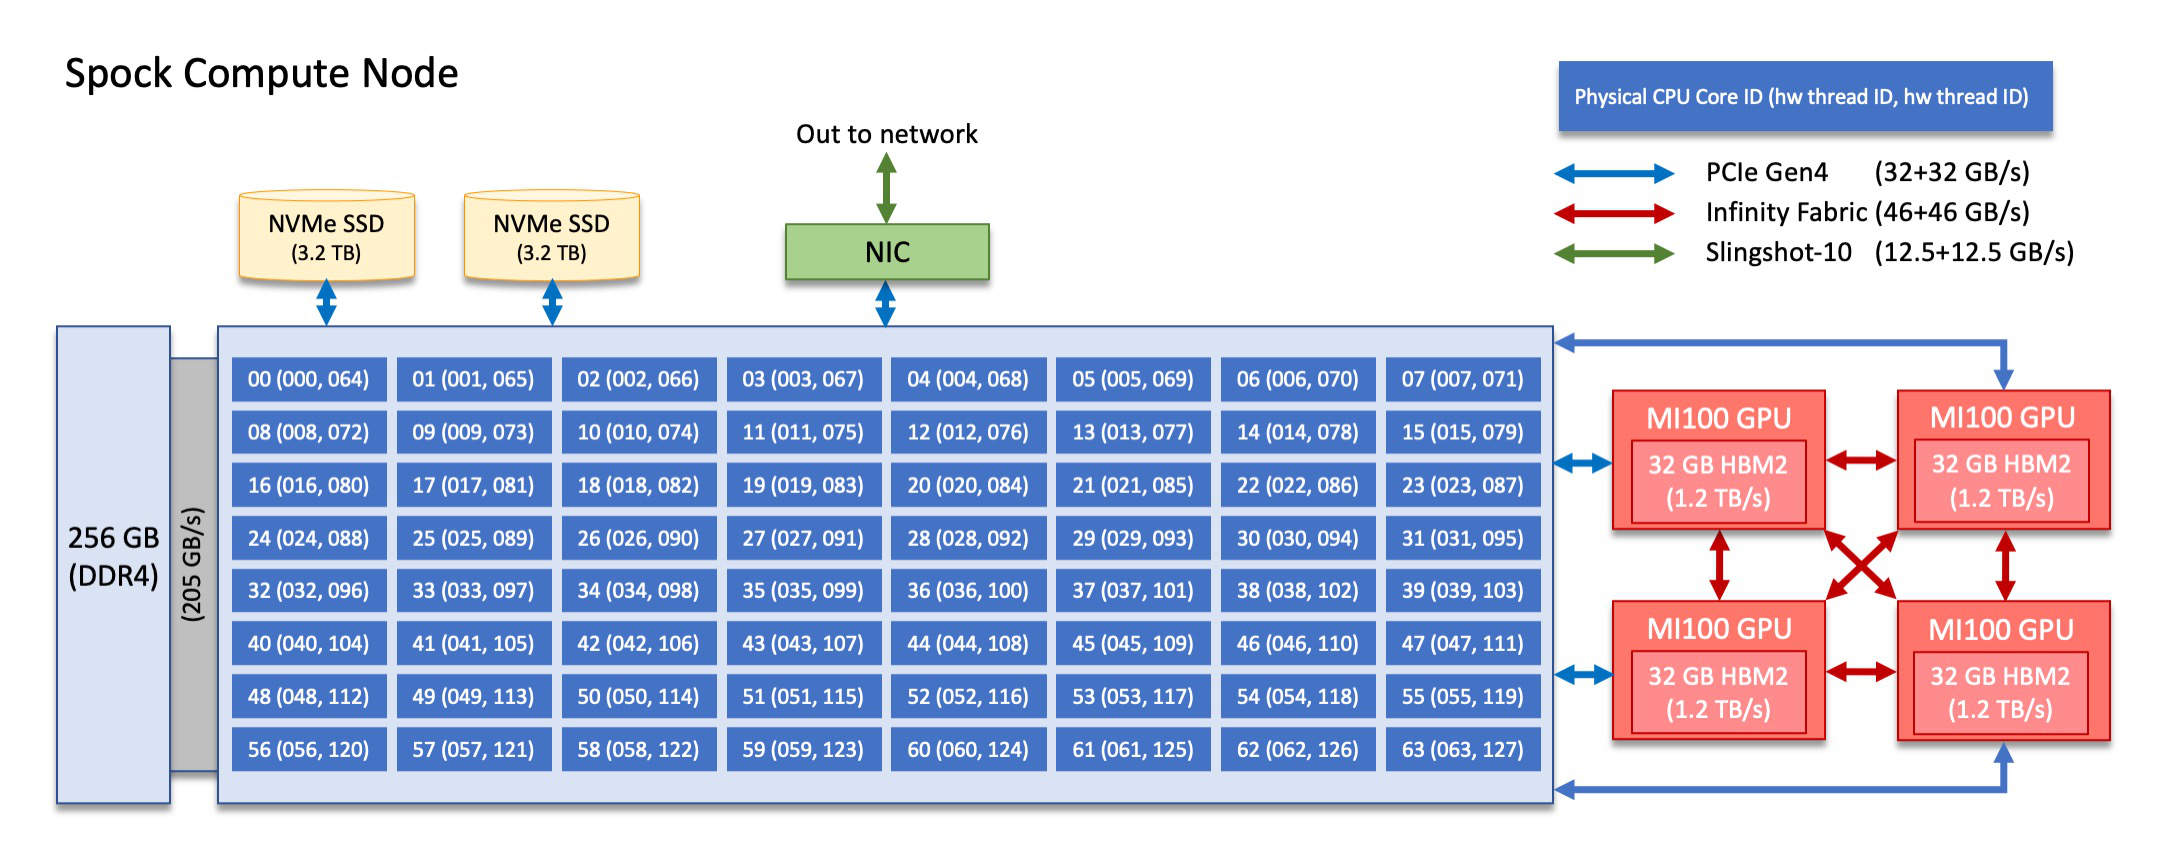 Spock Compute Node
Physical CPU Core ID (hw thread ID, hw thread ID)
Out to network
PCIe Gen4 (32+32 GB/s)
Infinity Fabric (46+46 GB/s)
Slingshot-10 (12.5+12.5 GB/s)
NVMe SSD
(3.2 TB)
NVMe SSD
(3.2 TB)
NIC
256 GB
(DDR4)
(205 GB/s)
00 (000, 064) 01 (001, 065) 02 (002, 066) 03 (003, 067) 04 (004, 068) 05 (005, 069) 06 (006, 070) 07 (007, 071)
08 (008, 072) 09 (009, 073) 10 (010, 074) 11 (011, 075) 12 (012, 076) 13 (013, 077) 14 (014, 078) 15 (015, 079)
16 (016, 080) 17 (017, 081) 18 (018, 082) 19 (019, 083) 20 (020, 084) 21 (021, 085) 22 (022, 086) 23 (023, 087)
24 (024, 088) 25 (025, 089) 26 (026, 090) 27 (027, 091) 28 (028, 092) 29 (029, 093) 30 (030, 094) 31 (031, 095)
32 (032, 096) 33 (033, 097) 34 (034, 098) 35 (035, 099) 36 (036, 100) 37 (037, 101) 38 (038, 102) 39 (039, 103)
40 (040, 104) 41 (041, 105) 42 (042, 106) 43 (043, 107) 44 (044, 108) 45 (045, 109) 46 (046, 110) 47 (047, 111)
48 (048, 112) 49 (049, 113) 50 (050, 114) 51 (051, 115) 52 (052, 116) 53 (053, 117) 54 (054, 118) 55 (055, 119)
56 (056, 120) 57 (057, 121) 58 (058, 122) 59 (059, 123) 60 (060, 124) 61 (061, 125) 62 (062, 126) 63 (063, 127)
MI100 GPU
32 GB HBM2
(1.2 TB/s)
MI100 GPU
32 GB HBM2
(1.2 TB/s)
MI100 GPU
32 GB HBM2
(1.2 TB/s)
MI100 GPU
32 GB HBM2
(1.2 TB/s)